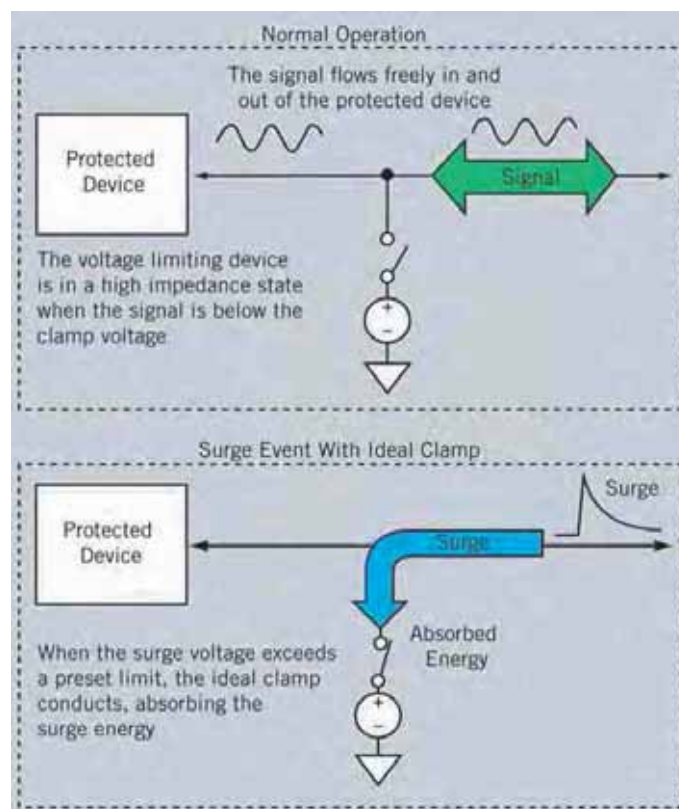 Normal Operation
The signal flows freely in and
out of the protected device
Protected
Device
Signal
The voltage limiting device
is in a high impedance state
when the signal is below the
clamp voltage
+
−
Surge Event With Ideal Clamp
Surge
Protected
Device
Surge
Absorbed
Energy
When the surge voltage exceeds
a preset limit, the ideal clamp
conducts, absorbing the
surge energy
+
−